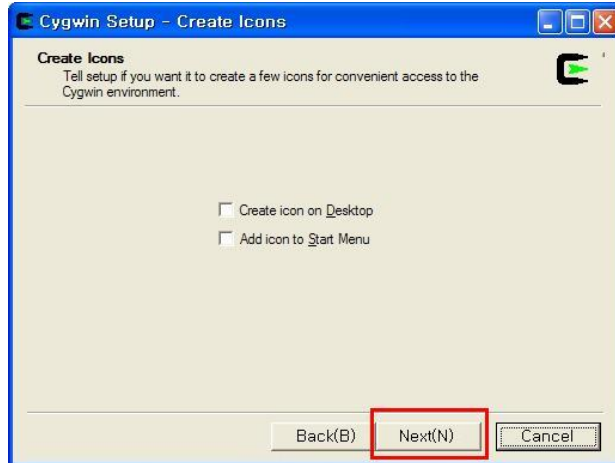 Cygwin Setup - Create Icons
Create Icons
Tell setup if you want it to create a few icons for convenient access to the
Cygwin environment.
Create icon on Desktop
Add icon to Start Menu
Back(B)
Next(N)
Cancel